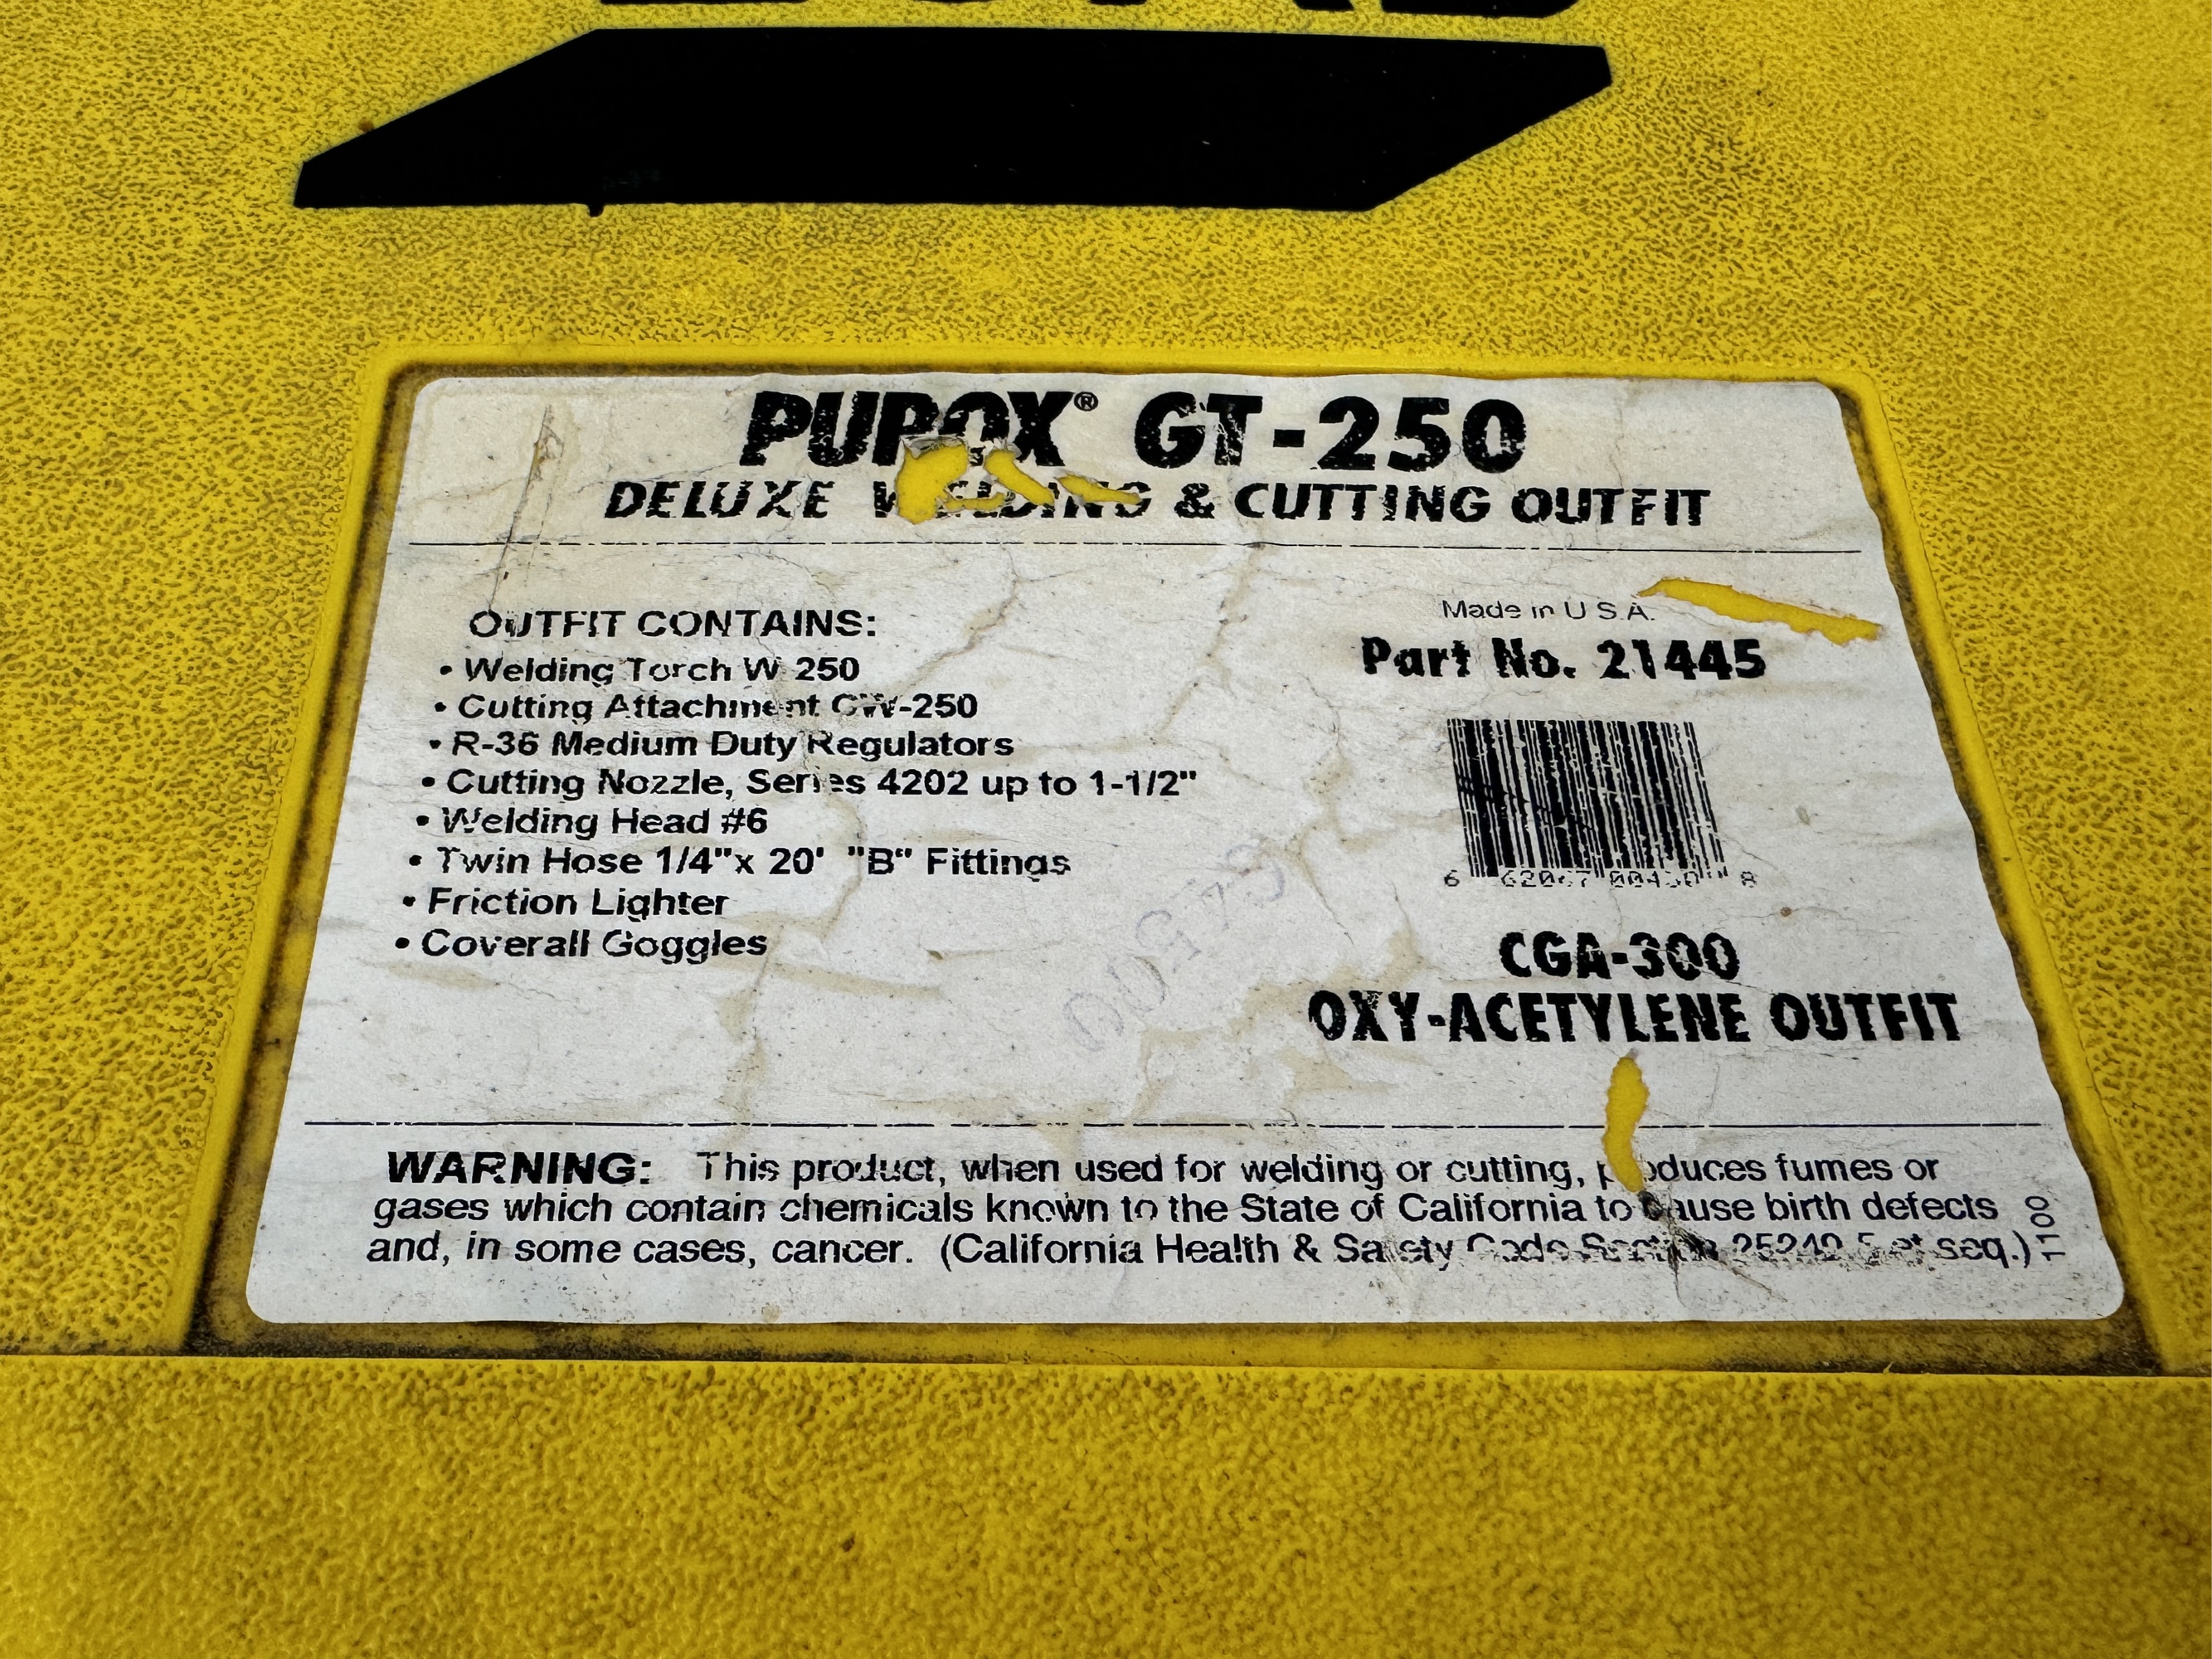 PUROX® GT-250
DELUXE WELDING & CUTTING OUTFIT
OUTFIT CONTAINS:
• Welding Torch W 250
• Cutting Attachment CW-250
• R-36 Medium Duty Regulators
• Cutting Nozzle, Series 4202 up to 1-1/2"
• Welding Head #6
• Twin Hose 1/4"x 20' "B" Fittings
• Friction Lighter
• Coverall Goggles
Made in U.S.A.
Part No. 21445
6 8
CGA-300
OXY-ACETYLENE OUTFIT
WARNING: This product, when used for welding or cutting, produces fumes or
gases which contain chemicals known to the State of California to cause birth defects
and, in some cases, cancer. (California Health & Safety Code Section et seq.)
1100